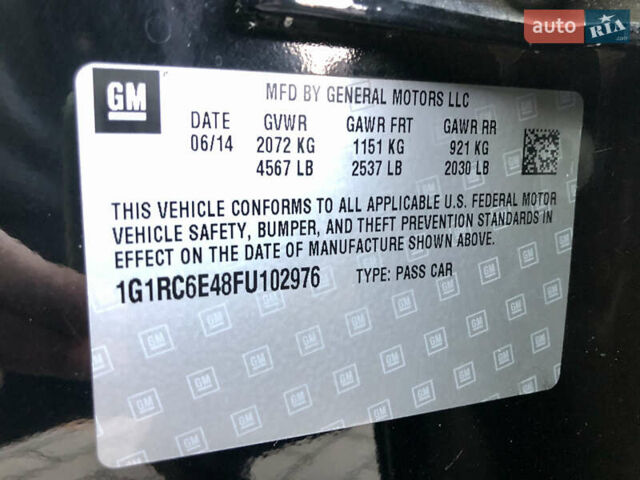 auto RIA.com
GM
MFD BY GENERAL MOTORS LLC
DATE GVWR GAWR FRT GAWR RR
06/14 2072 KG 1151 KG 921 KG
4567 LB 2537 LB 2030 LB
THIS VEHICLE CONFORMS TO ALL APPLICABLE U.S. FEDERAL MOTOR
VEHICLE SAFETY, BUMPER, AND THEFT PREVENTION STANDARDS IN
EFFECT ON THE DATE OF MANUFACTURE SHOWN ABOVE.
1G1RC6E48FU102976 TYPE: PASS CAR